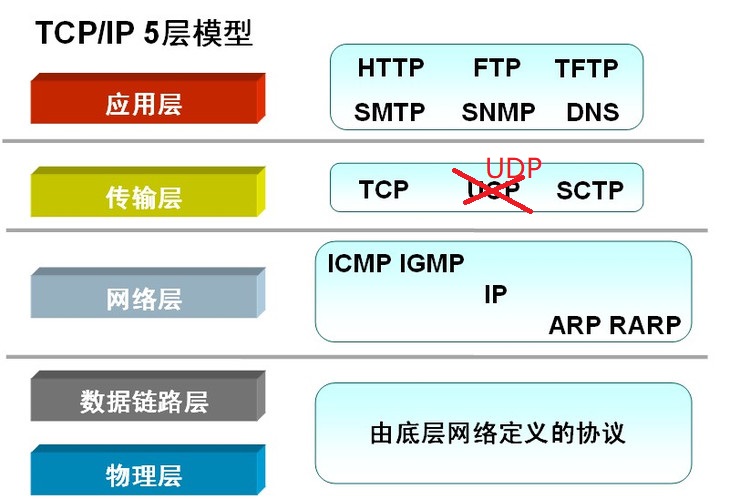 TCP/IP 5层模型
应用层
HTTP FTP TFTP
SMTP SNMP DNS
UDP
传输层
TCP UCP SCTP
网络层
ICMP IGMP
IP
ARP RARP
数据链路层
由底层网络定义的协议
物理层